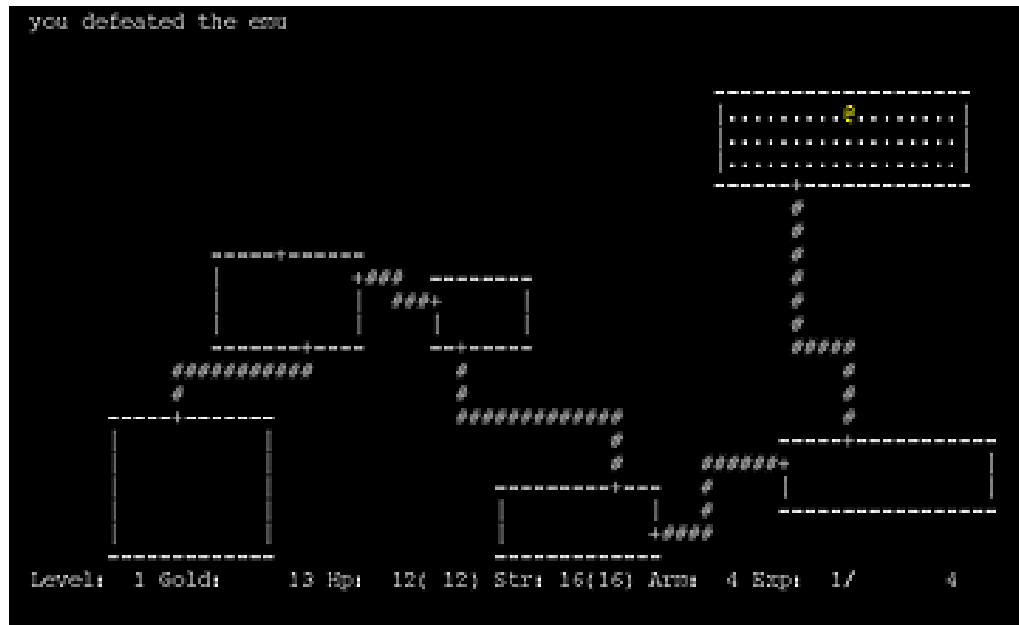 you defeated the emu
Level: 1 Gold: 13 Hp: 12( 12) Str: 16(16) Arm: 4 Exp: 1/ 4